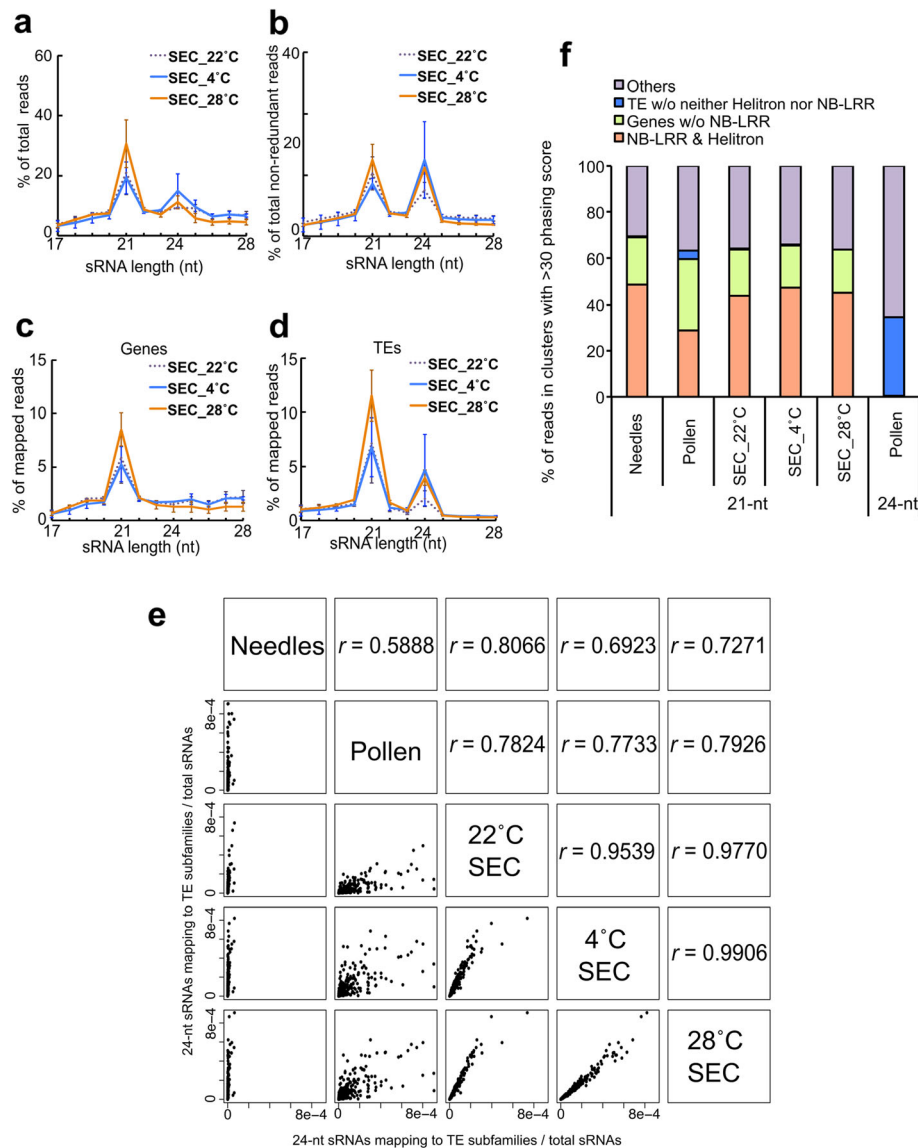 a
% of total reads
60
40
20
0
SEC_22˚C
SEC_4˚C
SEC_28˚C
17
21
24
28
sRNA length (nt)
b
% of total non-redundant reads
40
20
0
SEC_22˚C
SEC_4˚C
SEC_28˚C
17
21
24
28
sRNA length (nt)
c
Genes
% of mapped reads
15
10
5
0
SEC_22˚C
SEC_4˚C
SEC_28˚C
17
21
24
28
sRNA length (nt)
d
TEs
% of mapped reads
15
10
5
0
SEC_22˚C
SEC_4˚C
SEC_28˚C
17
21
24
28
sRNA length (nt)
f
Others
TE w/o neither Helitron nor NB-LRR
Genes w/o NB-LRR
NB-LRR & Helitron
% of reads in clusters with >30 phasing score
100
80
60
40
20
0
Needles
Pollen
SEC_22˚C
SEC_4˚C
SEC_28˚C
Pollen
21-nt
24-nt
e
Needles
r = 0.5888
r = 0.8066
r = 0.6923
r = 0.7271
24-nt sRNAs mapping to TE subfamilies / total sRNAs
8e-4
0
Pollen
r = 0.7824
r = 0.7733
r = 0.7926
8e-4
0
22˚C
SEC
r = 0.9539
r = 0.9770
8e-4
0
4˚C
SEC
r = 0.9906
8e-4
0
28˚C
SEC
0
8e-4
0
8e-4
0
8e-4
0
8e-4
24-nt sRNAs mapping to TE subfamilies / total sRNAs